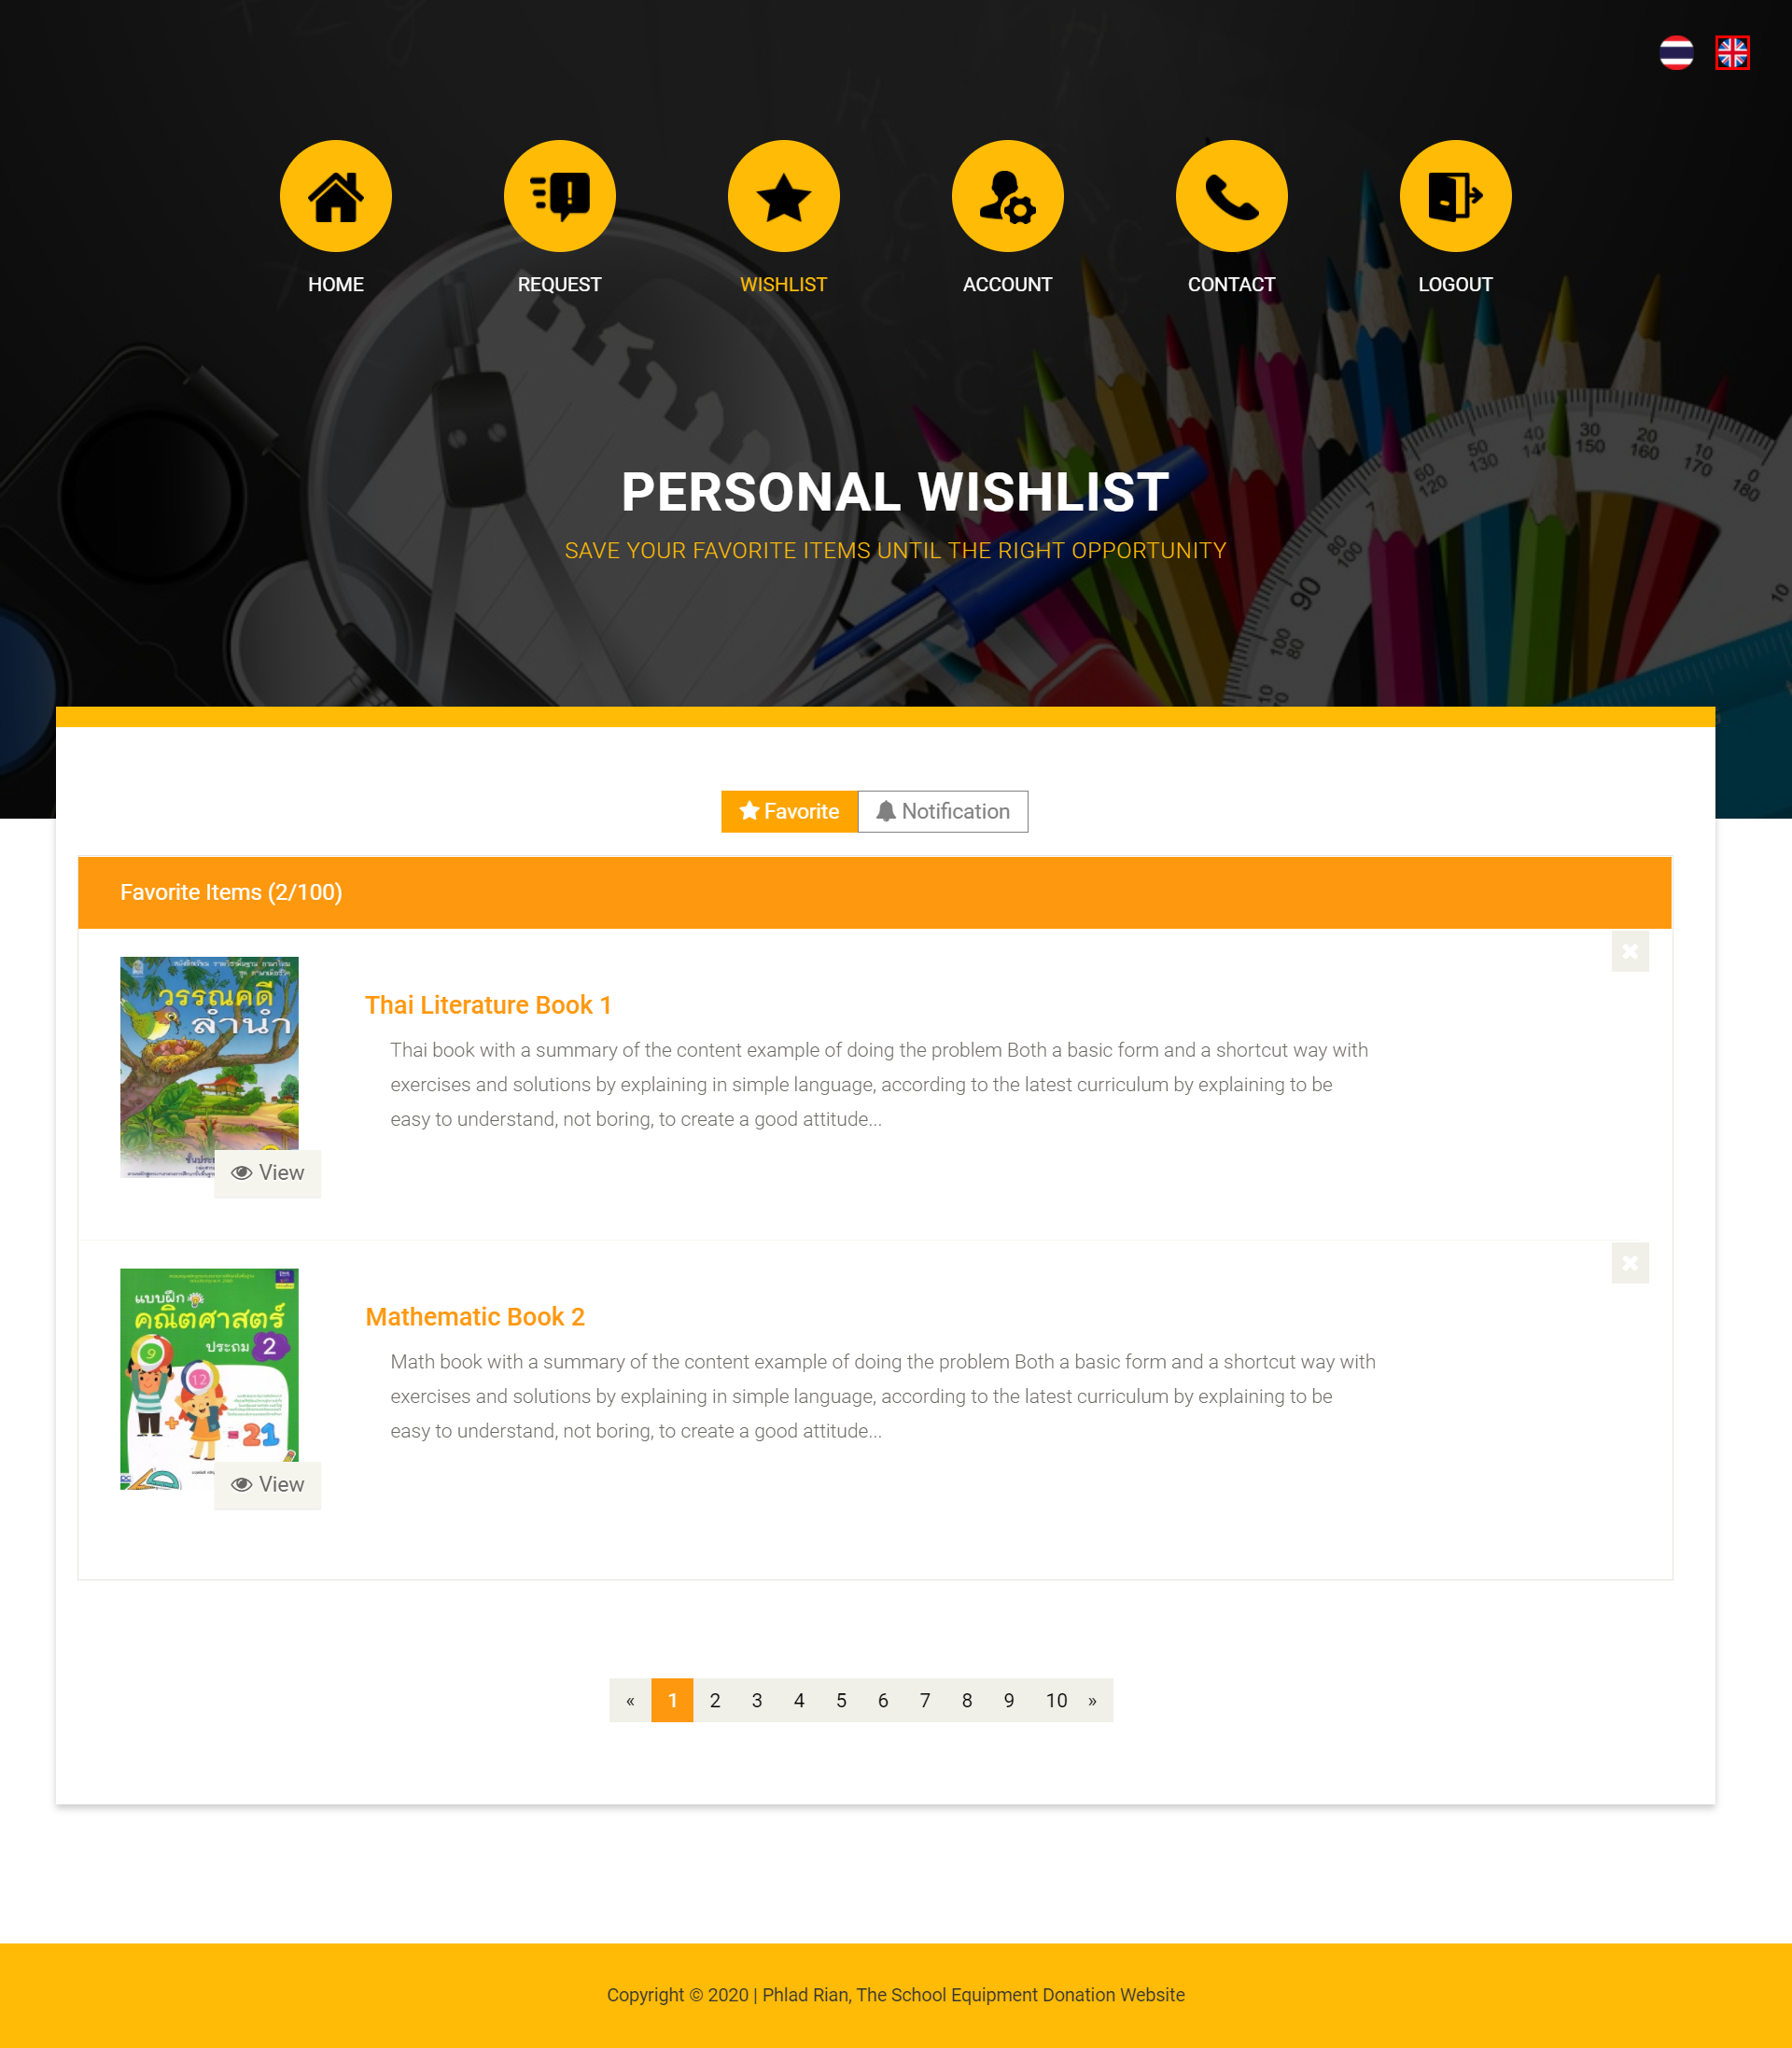 HOME
REQUEST
WISHLIST
ACCOUNT
CONTACT
LOGOUT
PERSONAL WISHLIST
SAVE YOUR FAVORITE ITEMS UNTIL THE RIGHT OPPORTUNITY
Favorite
Notification
Favorite Items (2/100)
วรรณคดี
ลำนำ
View
Thai Literature Book 1
Thai book with a summary of the content example of doing the problem Both a basic form and a shortcut way with
exercises and solutions by explaining in simple language, according to the latest curriculum by explaining to be
easy to understand, not boring, to create a good attitude...
แบบฝึก
คณิตศาสตร์
ประถม 2
9
12
+
= 21
View
Mathematic Book 2
Math book with a summary of the content example of doing the problem Both a basic form and a shortcut way with
exercises and solutions by explaining in simple language, according to the latest curriculum by explaining to be
easy to understand, not boring, to create a good attitude...
« 1 2 3 4 5 6 7 8 9 10 »
Copyright © 2020 | Phlad Rian, The School Equipment Donation Website